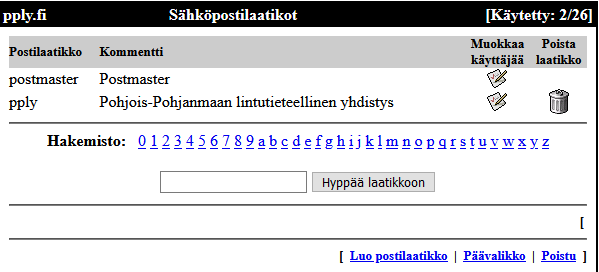 pply.fi Sähköpostilaatikot [Käytetty: 2/26]
Postilaatikko Kommentti Muokkaa käyttäjää Poista laatikko
postmaster Postmaster
pply Pohjois-Pohjanmaan lintutieteellinen yhdistys
Hakemisto: 0 1 2 3 4 5 6 7 8 9 a b c d e f g h i j k l m n o p q r s t u v w x y z
Hyppää laatikkoon
[
[ Luo postilaatikko | Päävalikko | Poistu ]